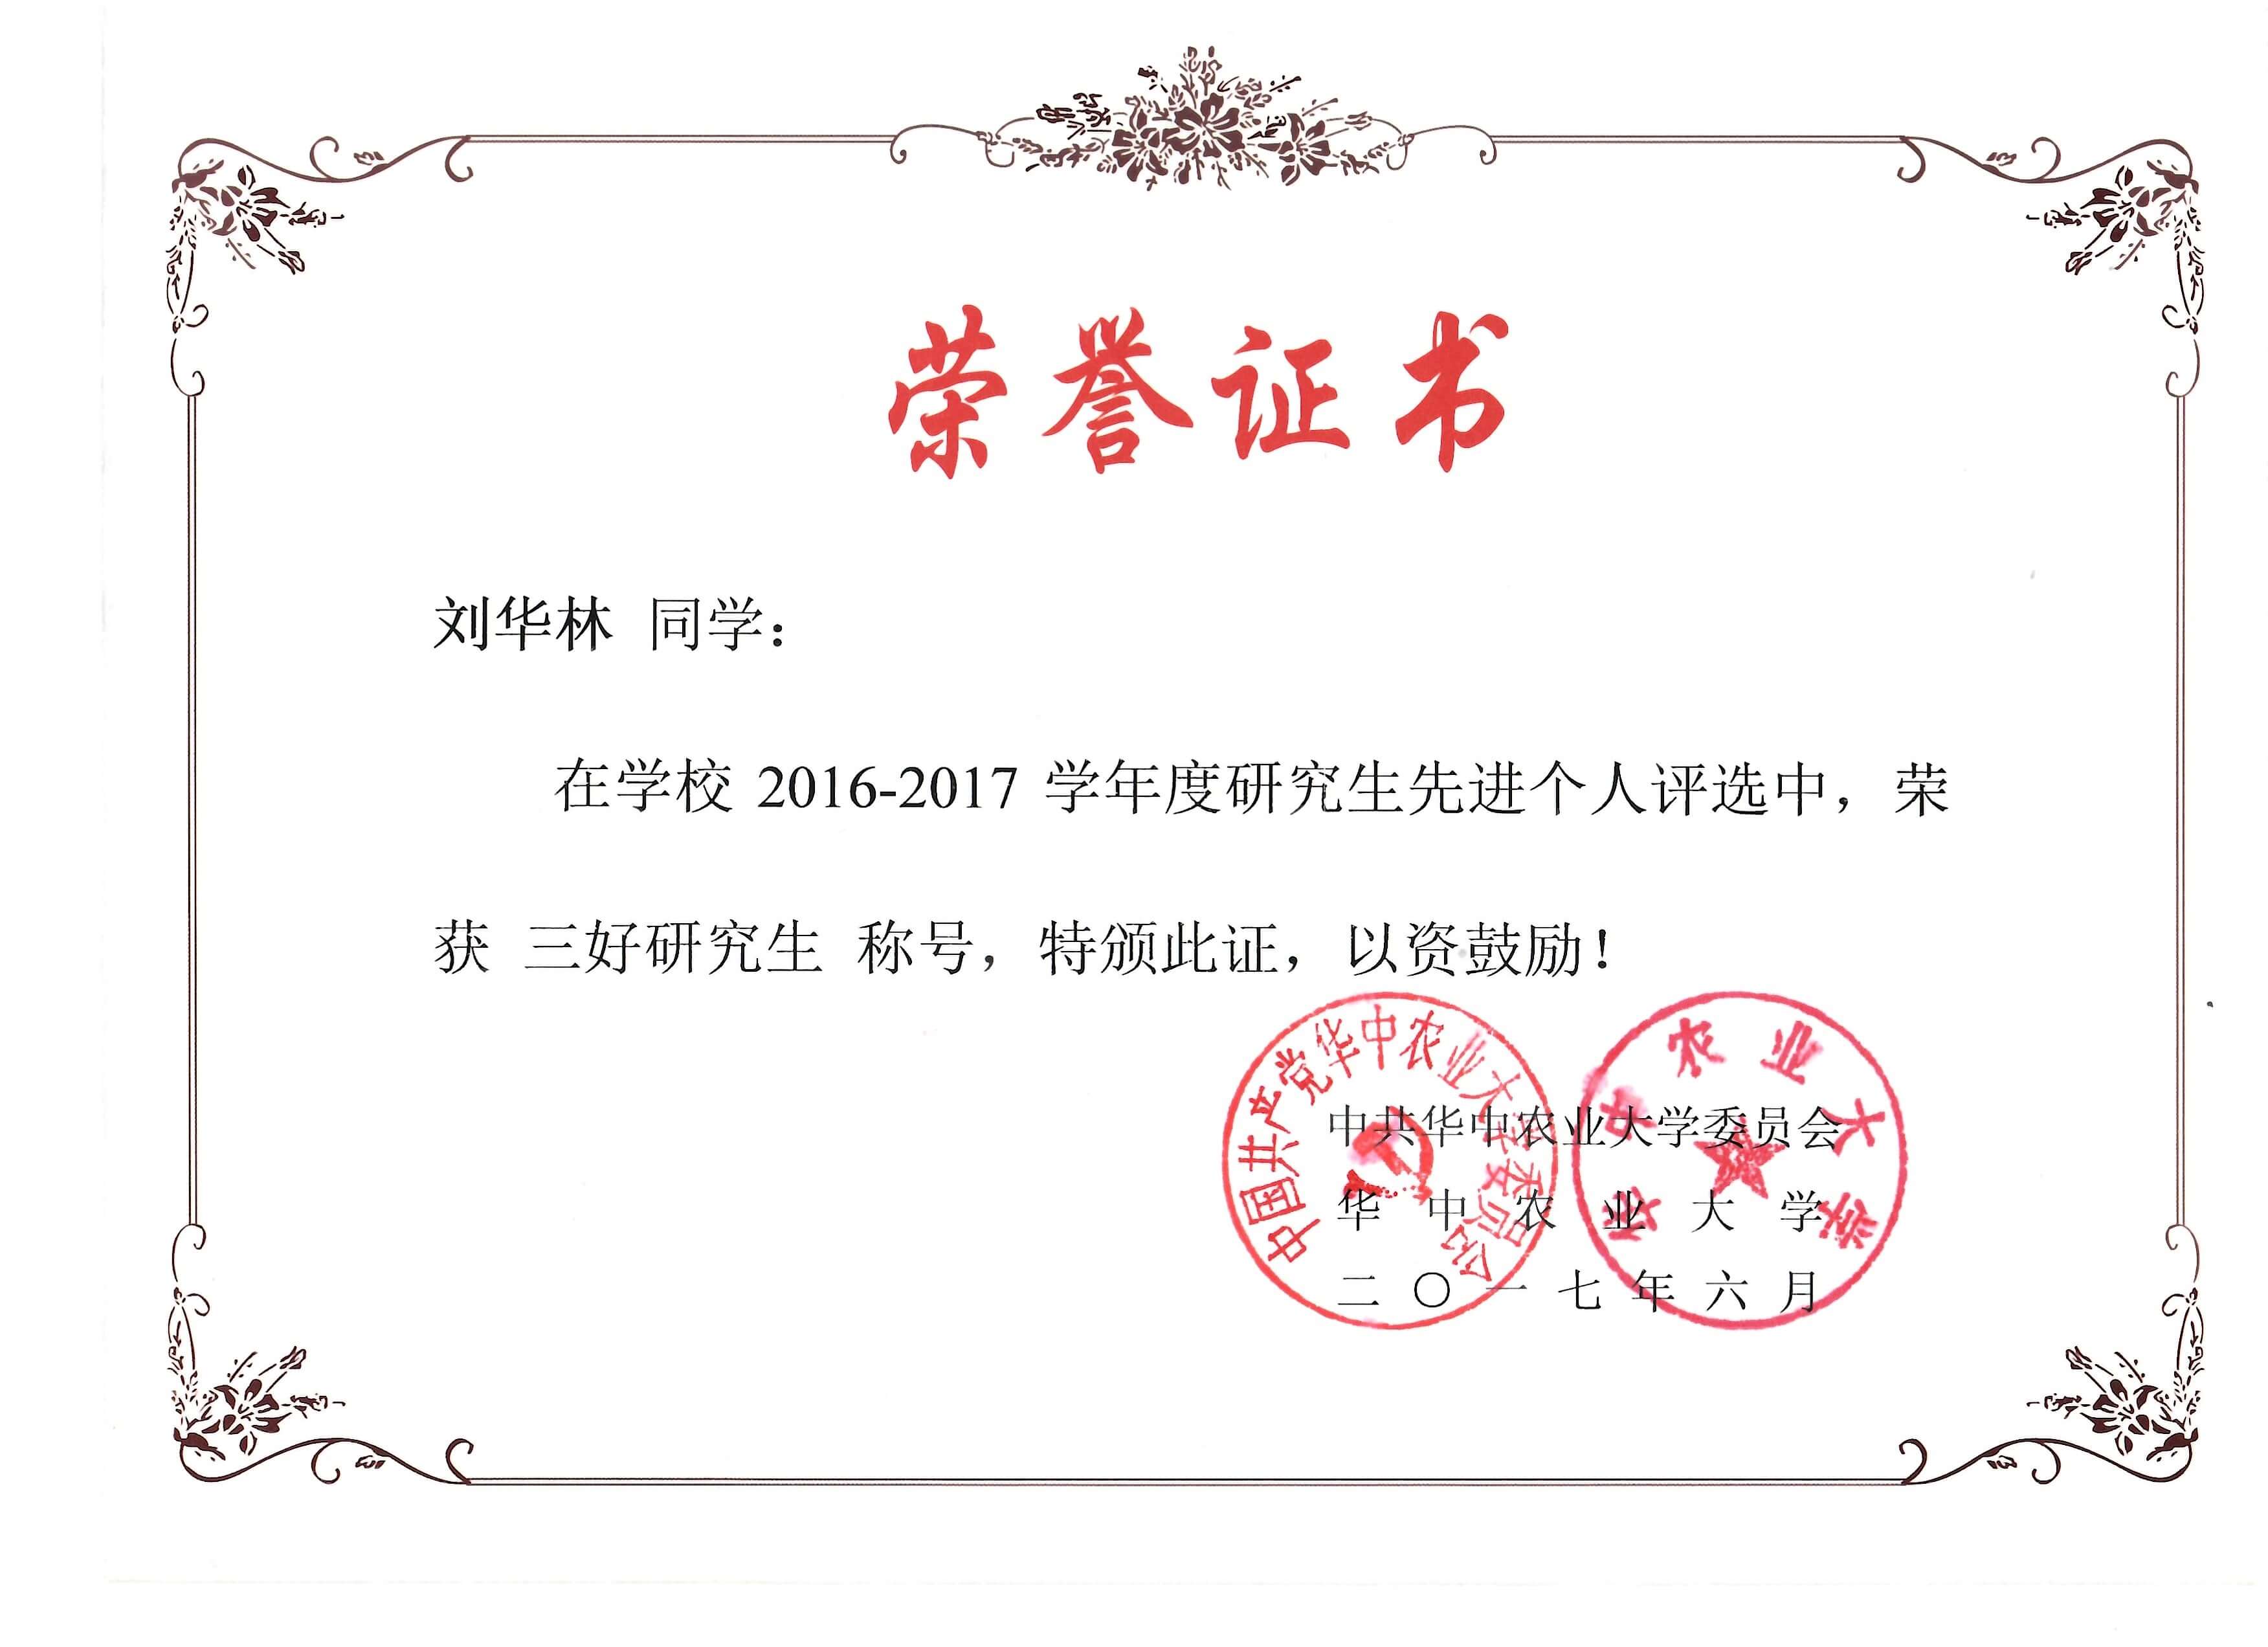 荣誉证书
刘华林 同学：
在学校 2016-2017 学年度研究生先进个人评选中，荣
获 三好研究生 称号，特颁此证，以资鼓励！
中国共产党华中农业大学委员会
华中农业大学
中共华中农业大学委员会
华中农业大学
二〇一七年六月